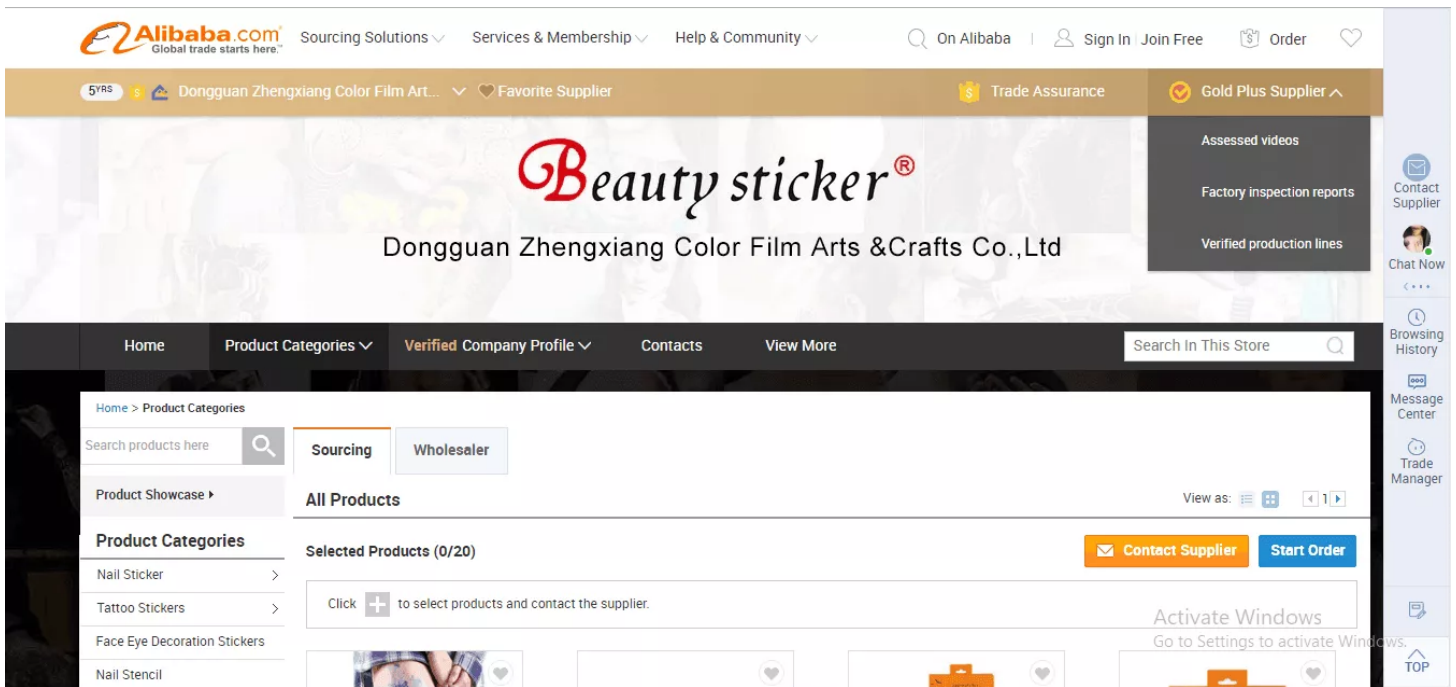 Alibaba.com
Global trade starts here.™
Sourcing Solutions
Services & Membership
Help & Community
On Alibaba
Sign In
Join Free
Order
5YRS
Dongguan Zhengxiang Color Film Art...
Favorite Supplier
Trade Assurance
Gold Plus Supplier
Assessed videos
Factory inspection reports
Verified production lines
Beauty sticker®
Dongguan Zhengxiang Color Film Arts &Crafts Co.,Ltd
Contact
Supplier
Chat Now
Browsing
History
Message
Center
Trade
Manager
Home
Product Categories
Verified Company Profile
Contacts
View More
Search In This Store
Home > Product Categories
Search products here
Sourcing
Wholesaler
Product Showcase
All Products
View as:
1
Product Categories
Selected Products (0/20)
Contact Supplier
Start Order
Nail Sticker
Tattoo Stickers
Face Eye Decoration Stickers
Nail Stencil
Click + to select products and contact the supplier.
Activate Windows
Go to Settings to activate Windows.
TOP